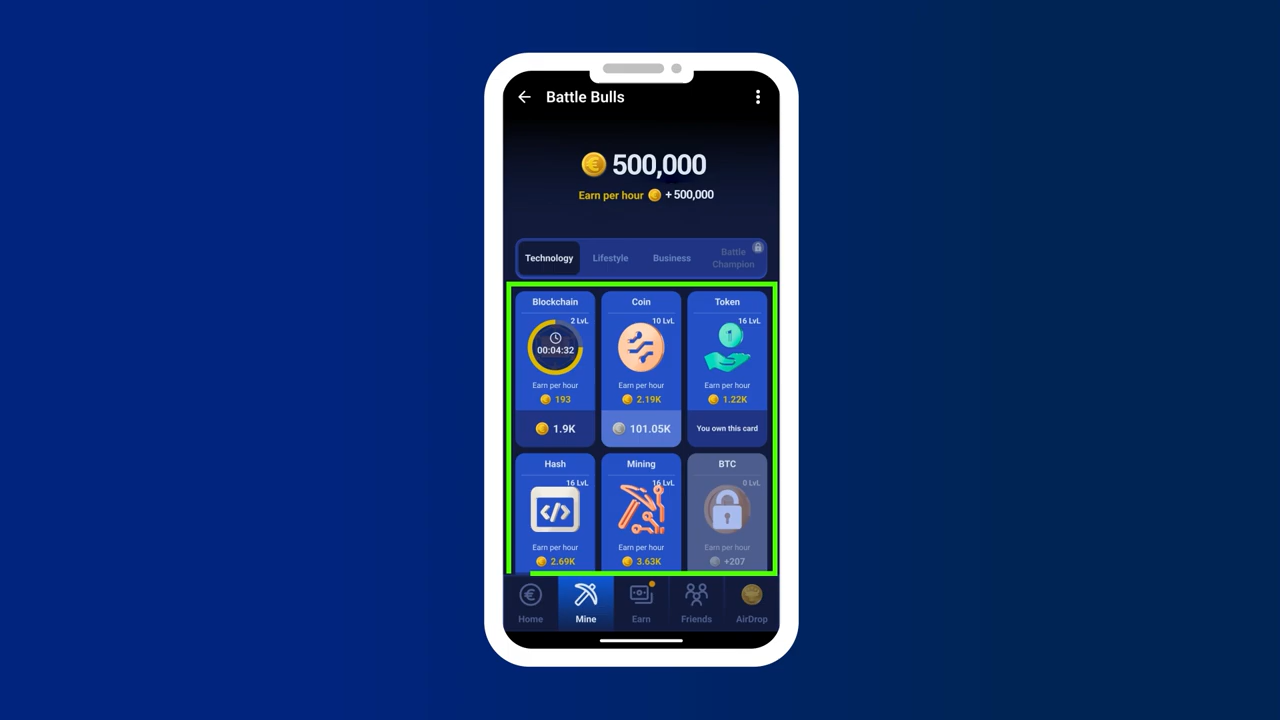 Battle Bulls
500,000
Earn per hour + 500,000
Technology Lifestyle Business Battle Champion
Blockchain Coin Token
2 LvL 10 LvL 16 LvL
00:04:32
Earn per hour Earn per hour Earn per hour
193 2.19K 1.22K
1.9K 101.05K You own this card
Hash Mining BTC
16 LvL 16 LvL 0 LvL
Earn per hour Earn per hour Earn per hour
2.69K 3.63K +207
Home Mine Earn Friends AirDrop